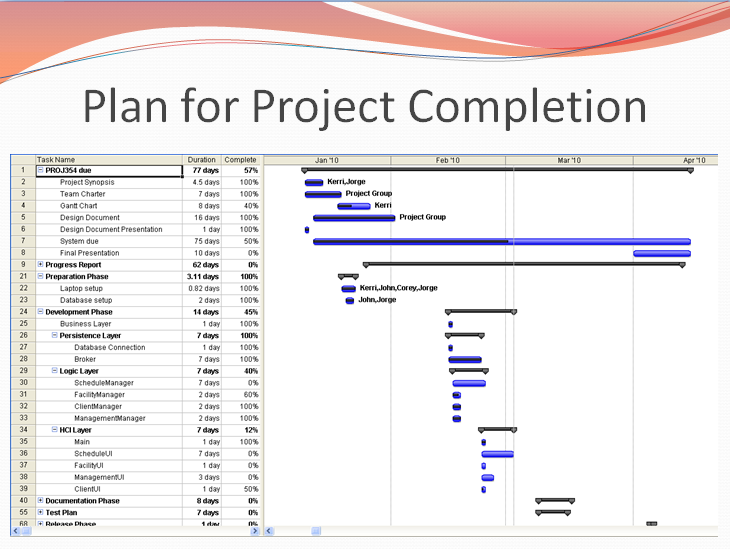 Plan for Project Completion
Task Name Duration Complete Jan '10 Feb '10 Mar '10 Apr '10
1 PROJ354 due 77 days 57%
2 Project Synopsis 4.5 days 100% Kerri,Jorge
3 Team Charter 7 days 100% Project Group
4 Gantt Chart 8 days 40% Kerri
5 Design Document 16 days 100% Project Group
6 Design Document Presentation 1 day 100%
7 System due 75 days 50%
8 Final Presentation 10 days 0%
9 Progress Report 62 days 0%
21 Preparation Phase 3.11 days 100%
22 Laptop setup 0.82 days 100% Kerri,John,Corey,Jorge
23 Database setup 2 days 100% John,Jorge
24 Development Phase 14 days 45%
25 Business Layer 1 day 100%
26 Persistence Layer 7 days 100%
27 Database Connection 1 day 100%
28 Broker 7 days 100%
29 Logic Layer 7 days 40%
30 ScheduleManager 7 days 0%
31 FacilityManager 2 days 60%
32 ClientManager 2 days 100%
33 ManagementManager 2 days 100%
34 HCI Layer 7 days 12%
35 Main 1 day 100%
36 ScheduleUI 7 days 0%
37 FacilityUI 1 day 0%
38 ManagementUI 3 days 0%
39 ClientUI 1 day 50%
40 Documentation Phase 8 days 0%
55 Test Plan 7 days 0%
68 Release Phase 1 day 0%